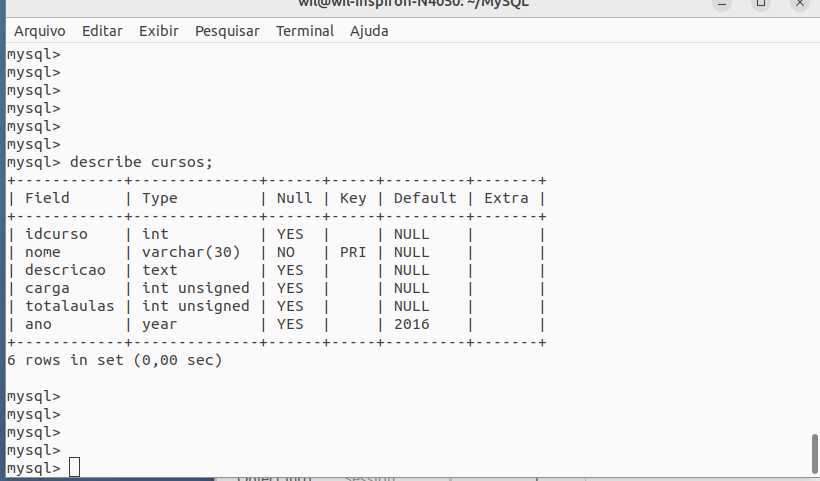 wil@wil-Inspiron-N4050: ~/MySQL
Arquivo Editar Exibir Pesquisar Terminal Ajuda
mysql>
mysql>
mysql>
mysql>
mysql>
mysql>
mysql> describe cursos;
+------------+--------------+------+-----+---------+-------+
| Field      | Type         | Null | Key | Default | Extra |
+------------+--------------+------+-----+---------+-------+
| idcurso    | int          | YES  |     | NULL    |       |
| nome       | varchar(30)  | NO   | PRI | NULL    |       |
| descricao  | text         | YES  |     | NULL    |       |
| carga      | int unsigned | YES  |     | NULL    |       |
| totalaulas | int unsigned | YES  |     | NULL    |       |
| ano        | year         | YES  |     | 2016    |       |
+------------+--------------+------+-----+---------+-------+
6 rows in set (0,00 sec)
mysql>
mysql>
mysql>
mysql>
mysql>
Object Info Session